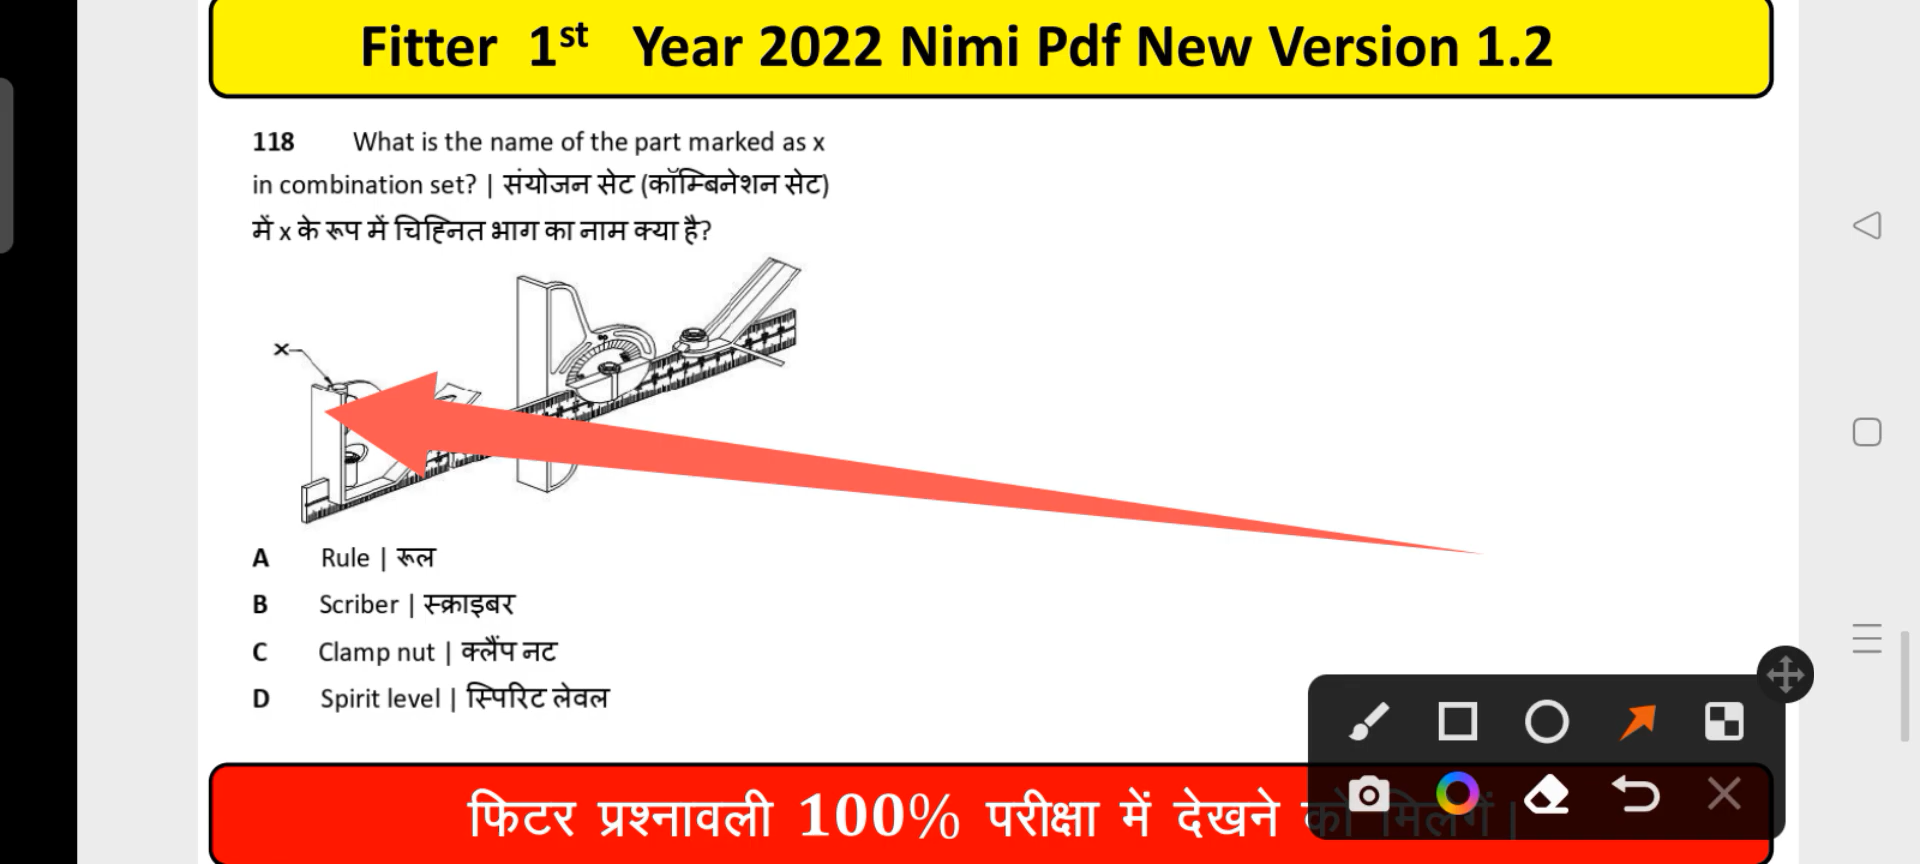 Fitter 1st Year 2022 Nimi Pdf New Version 1.2
118 What is the name of the part marked as x
in combination set? | संयोजन सेट (कॉम्बिनेशन सेट)
में x के रूप में चिह्नित भाग का नाम क्या है?
x
A Rule | रूल
B Scriber | स्क्राइबर
C Clamp nut | क्लैंप नट
D Spirit level | स्पिरिट लेवल
फिटर प्रश्नावली 100% परीक्षा में देखने को मिलेगें |